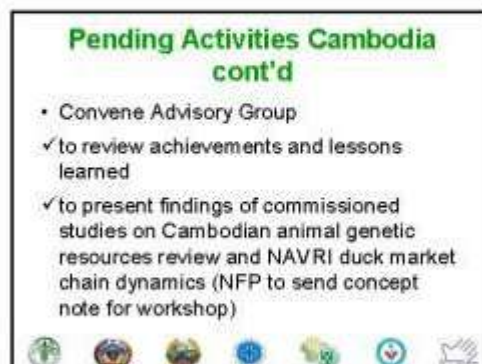 Pending Activities Cambodia
cont'd
• Convene Advisory Group
✓to review achievements and lessons
learned
✓to present findings of commissioned
studies on Cambodian animal genetic
resources review and NAVRI duck market
chain dynamics (NFP to send concept
note for workshop)